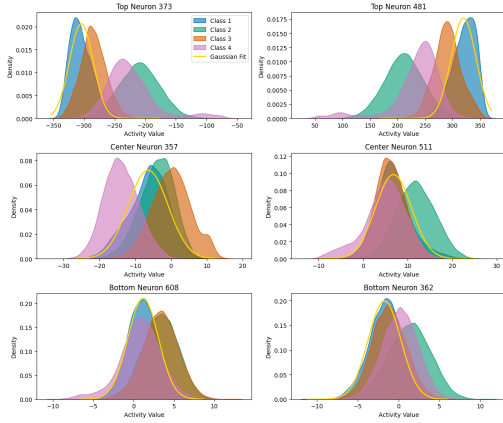 Top Neuron 373
Density
0.020
0.015
0.010
0.005
0.000
−350 −300 −250 −200 −150 −100 −50
Activity Value
Class 1
Class 2
Class 3
Class 4
Gaussian Fit
Top Neuron 481
Density
0.0175
0.0150
0.0125
0.0100
0.0075
0.0050
0.0025
0.0000
50 100 150 200 250 300 350
Activity Value
Center Neuron 357
Density
0.08
0.06
0.04
0.02
0.00
−30 −20 −10 0 10 20
Activity Value
Center Neuron 511
Density
0.12
0.10
0.08
0.06
0.04
0.02
0.00
−10 0 10 20 30
Activity Value
Bottom Neuron 608
Density
0.20
0.15
0.10
0.05
0.00
−10 −5 0 5 10
Activity Value
Bottom Neuron 362
Density
0.20
0.15
0.10
0.05
0.00
−10 −5 0 5 10
Activity Value